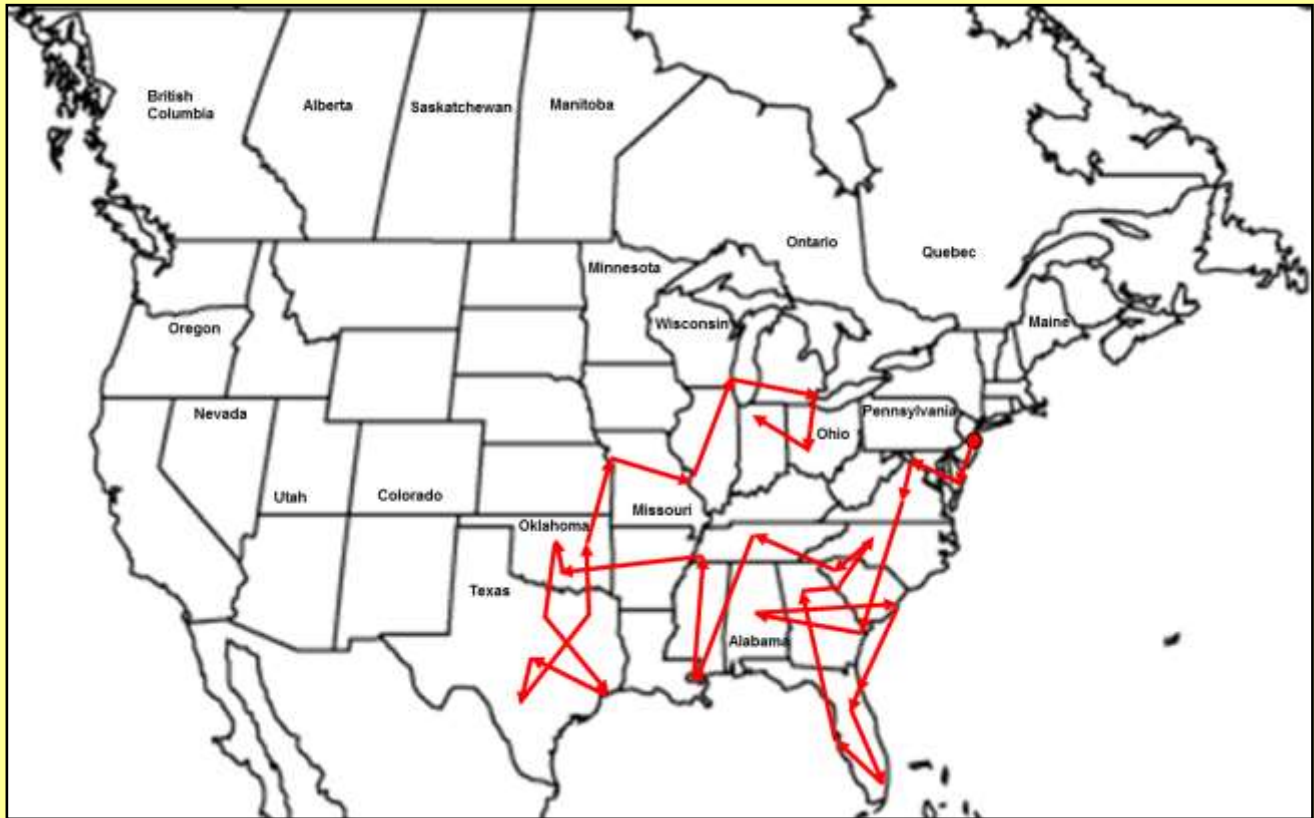 British
Columbia
Alberta
Saskatchewan
Manitoba
Ontario
Quebec
Minnesota
Wisconsin
Maine
Oregon
Nevada
Pennsylvania
Ohio
Utah
Colorado
Missouri
Oklahoma
Texas
Alabama